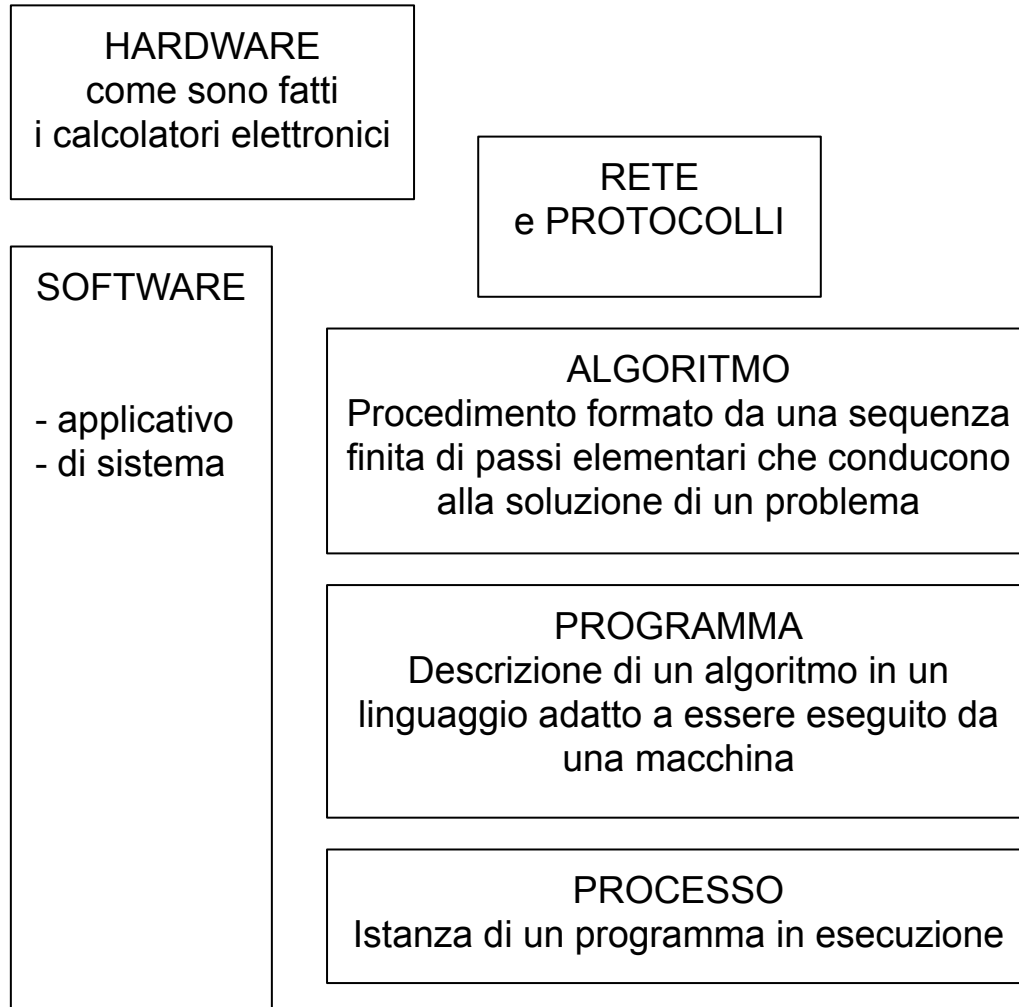 HARDWARE
come sono fatti
i calcolatori elettronici
RETE
e PROTOCOLLI
SOFTWARE
- applicativo
- di sistema
ALGORITMO
Procedimento formato da una sequenza
finita di passi elementari che conducono
alla soluzione di un problema
PROGRAMMA
Descrizione di un algoritmo in un
linguaggio adatto a essere eseguito da
una macchina
PROCESSO
Istanza di un programma in esecuzione